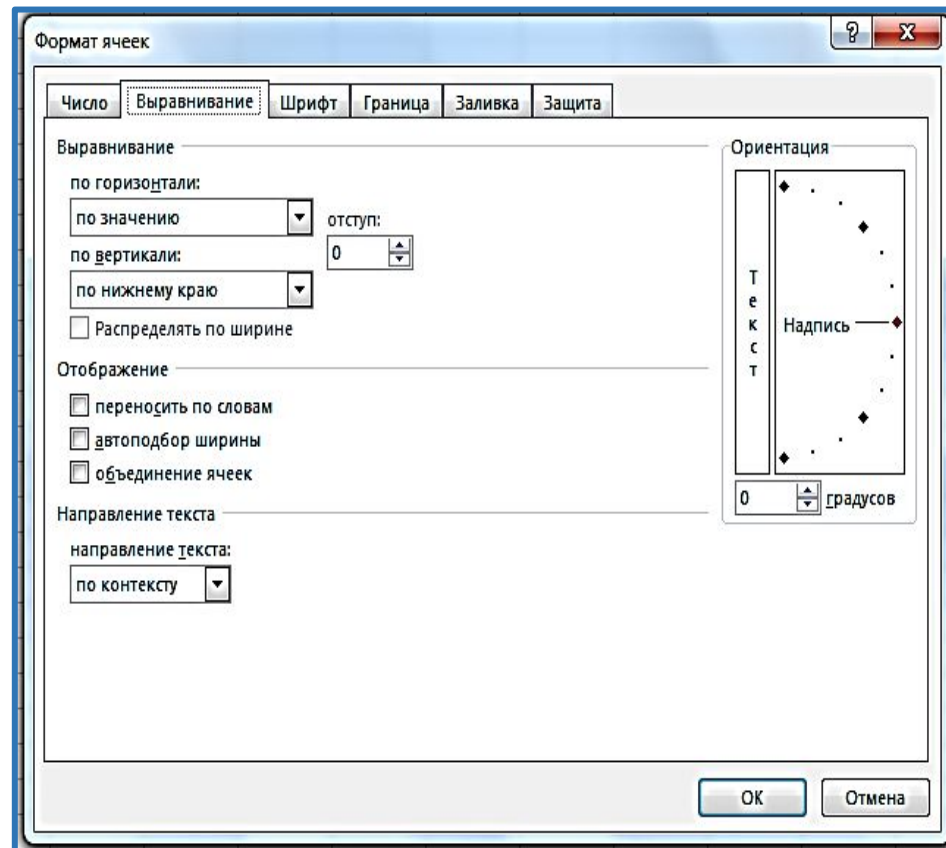 Формат ячеек
?
X
Число Выравнивание Шрифт Граница Заливка Защита
Выравнивание
по горизонтали:
по значению
отступ:
0
по вертикали:
по нижнему краю
Распределять по ширине
Отображение
переносить по словам
автоподбор ширины
объединение ячеек
Направление текста
направление текста:
по контексту
Ориентация
Текст
Надпись
0 градусов
ОК Отмена